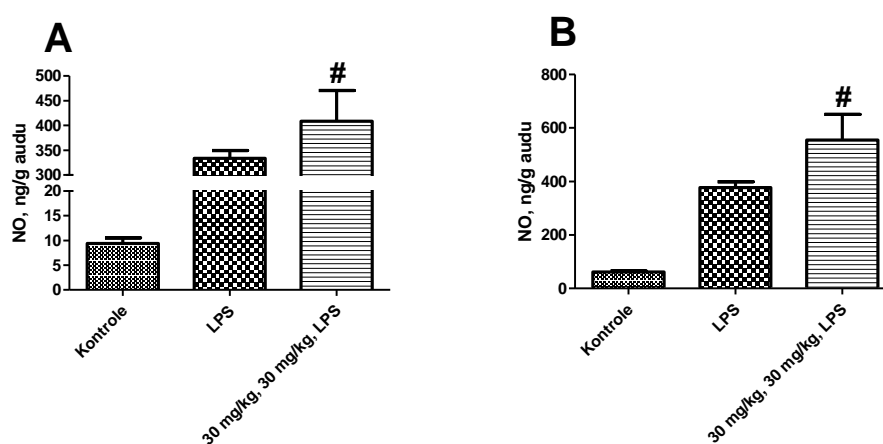 A
#
NO, ng/g audu
500
450
400
350
300
20
15
10
5
0
Kontrole
LPS
30 mg/kg, 30 mg/kg, LPS
B
#
NO, ng/g audu
800
600
400
200
0
Kontrole
LPS
30 mg/kg, 30 mg/kg, LPS